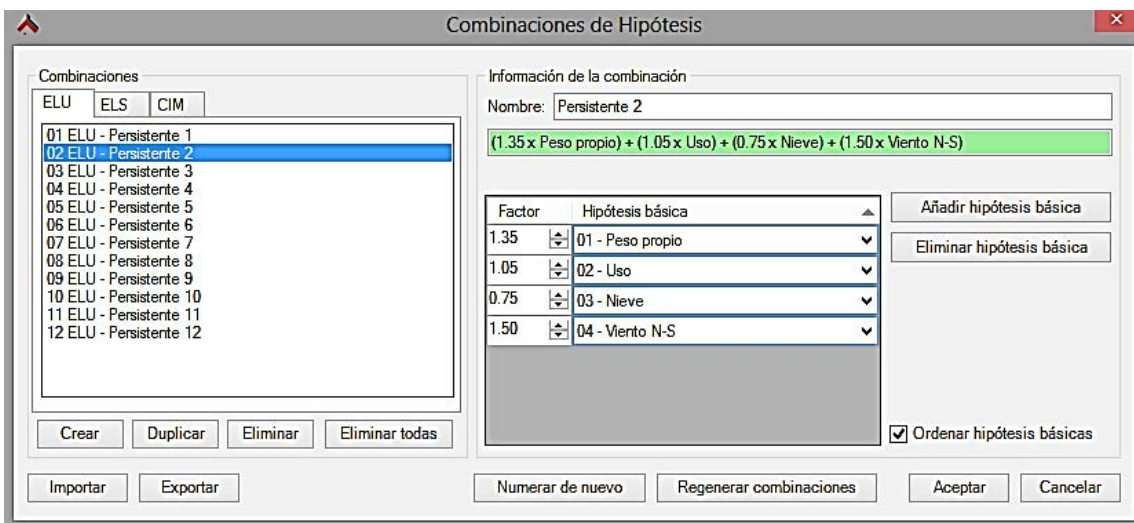 Combinaciones de Hipótesis
Combinaciones
ELU ELS CIM
01 ELU - Persistente 1
02 ELU - Persistente 2
03 ELU - Persistente 3
04 ELU - Persistente 4
05 ELU - Persistente 5
06 ELU - Persistente 6
07 ELU - Persistente 7
08 ELU - Persistente 8
09 ELU - Persistente 9
10 ELU - Persistente 10
11 ELU - Persistente 11
12 ELU - Persistente 12
Crear Duplicar Eliminar Eliminar todas
Información de la combinación
Nombre: Persistente 2
(1.35 x Peso propio) + (1.05 x Uso) + (0.75 x Nieve) + (1.50 x Viento N-S)
Factor Hipótesis básica
1.35 01 - Peso propio
1.05 02 - Uso
0.75 03 - Nieve
1.50 04 - Viento N-S
Añadir hipótesis básica
Eliminar hipótesis básica
Ordenar hipótesis básicas
Importar Exportar Numerar de nuevo Regenerar combinaciones Aceptar Cancelar